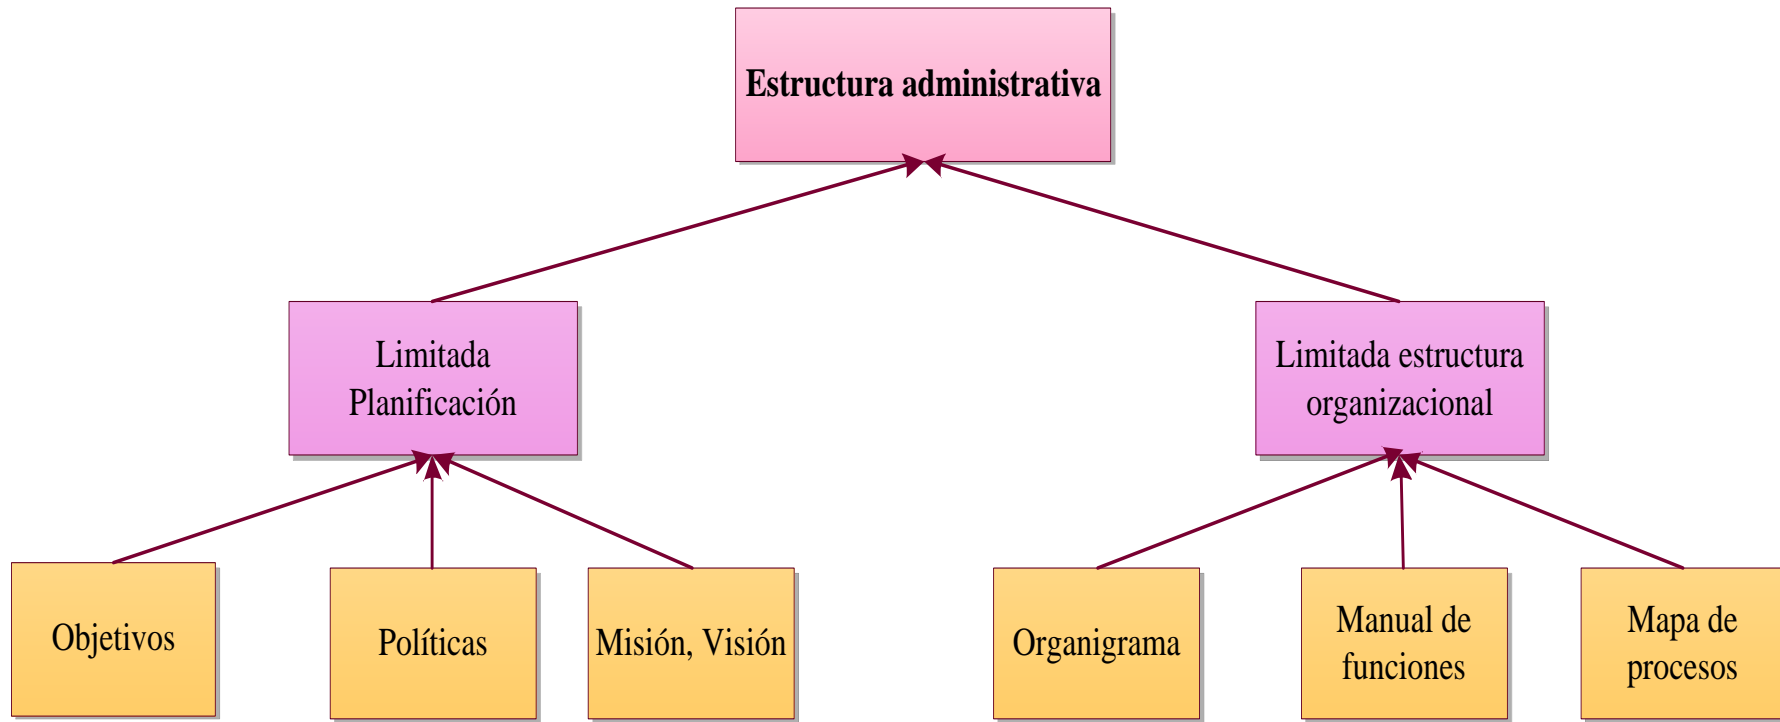 Estructura administrativa
Limitada
Planificación
Limitada estructura
organizacional
Objetivos
Políticas
Misión, Visión
Organigrama
Manual de
funciones
Mapa de
procesos